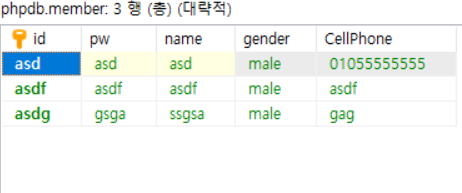 phpdb.member: 3 행 (총) (대략적)
id pw name gender CellPhone
asd asd asd male 01055555555
asdf asdf asdf male asdf
asdg gsga ssgsa male gag